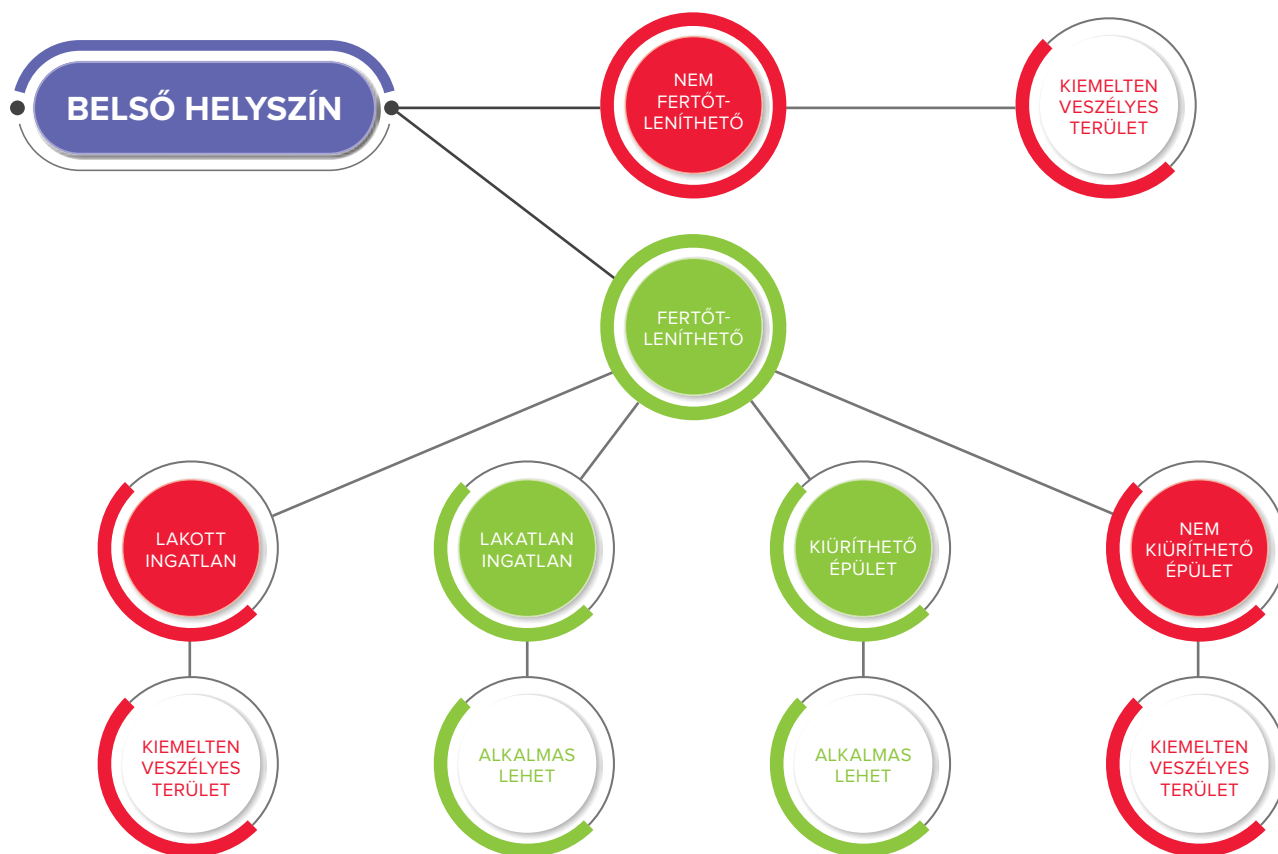 BELSŐ HELYSZÍN
NEM
FERTŐT-
LENÍTHETŐ
KIEMELTEN
VESZÉLYES
TERÜLET
FERTŐT-
LENÍTHETŐ
LAKOTT
INGATLAN
LAKATLAN
INGATLAN
KIÜRÍTHETŐ
ÉPÜLET
NEM
KIÜRÍTHETŐ
ÉPÜLET
KIEMELTEN
VESZÉLYES
TERÜLET
ALKALMAS
LEHET
ALKALMAS
LEHET
KIEMELTEN
VESZÉLYES
TERÜLET